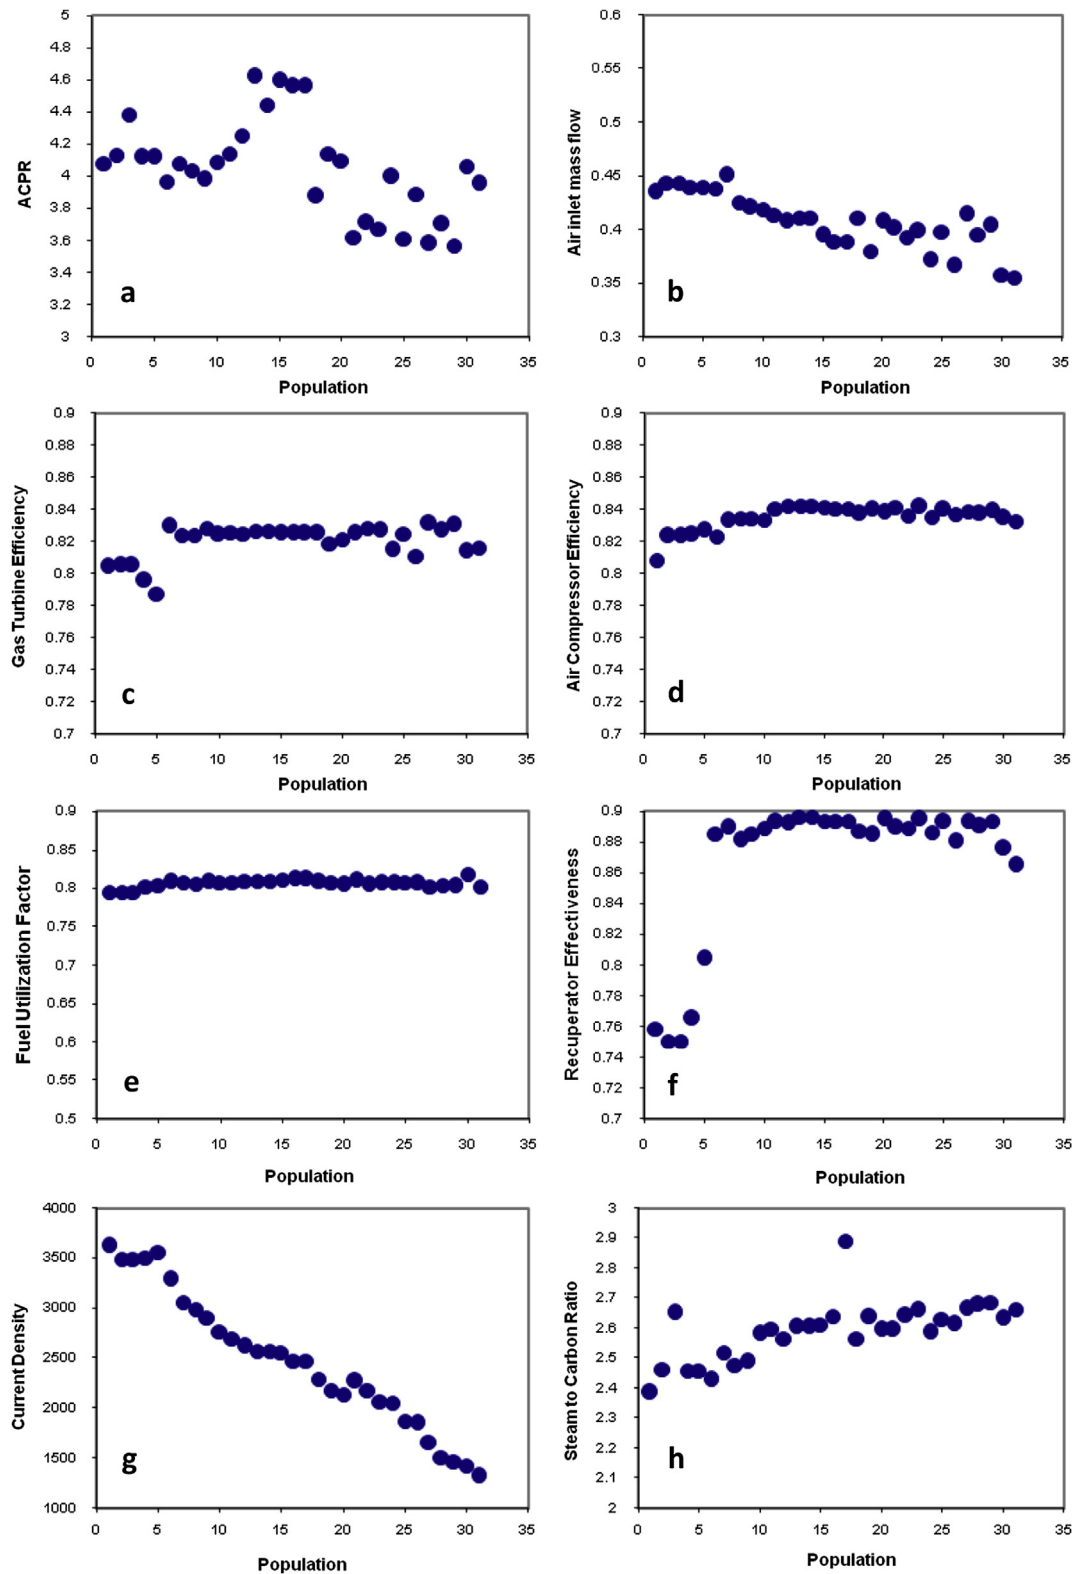 5
4.8
4.6
4.4
4.2
4
3.8
3.6
3.4
3.2
3
ACPR
a
0 5 10 15 20 25 30 35
Population
0.6
0.55
0.5
0.45
0.4
0.35
0.3
Air inlet mass flow
b
0 5 10 15 20 25 30 35
Population
0.9
0.88
0.86
0.84
0.82
0.8
0.78
0.76
0.74
0.72
0.7
Gas Turbine Efficiency
c
0 5 10 15 20 25 30 35
Population
0.9
0.88
0.86
0.84
0.82
0.8
0.78
0.76
0.74
0.72
0.7
Air Compressor Efficiency
d
0 5 10 15 20 25 30 35
Population
0.9
0.85
0.8
0.75
0.7
0.65
0.6
0.55
0.5
Fuel Utilization Factor
e
0 5 10 15 20 25 30 35
Population
0.9
0.88
0.86
0.84
0.82
0.8
0.78
0.76
0.74
0.72
0.7
Recuperator Effectiveness
f
0 5 10 15 20 25 30 35
Population
4000
3500
3000
2500
2000
1500
1000
Current Density
g
0 5 10 15 20 25 30 35
Population
3
2.9
2.8
2.7
2.6
2.5
2.4
2.3
2.2
2.1
2
Steam to Carbon Ratio
h
0 5 10 15 20 25 30 35
Population